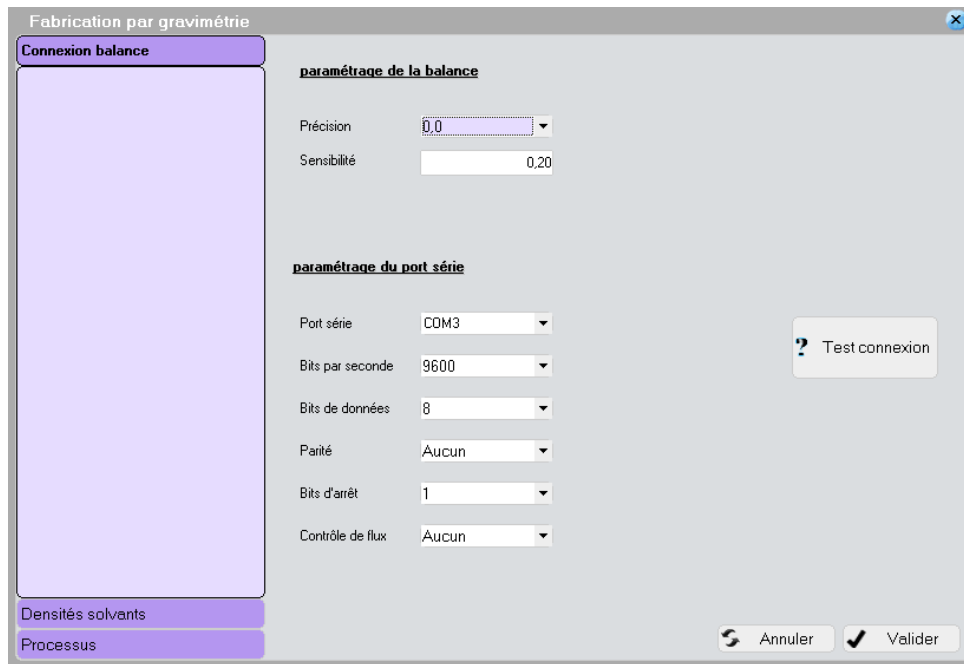 Fabrication par gravimétrie
Connexion balance
paramétrage de la balance
Précision 0,0
Sensibilité 0,20
paramétrage du port série
Port série COM3
Bits par seconde 9600
Bits de données 8
Parité Aucun
Bits d'arrêt 1
Contrôle de flux Aucun
? Test connexion
Densités solvants
Processus
Annuler Valider